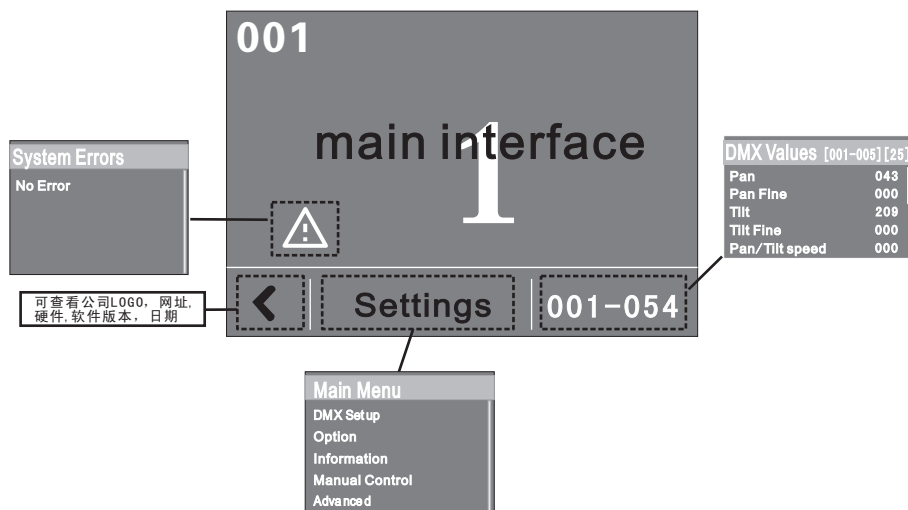 001
main interface
1
System Errors
No Error
DMX Values [001-005][25]
Pan 043
Pan Fine 000
Tilt 209
Tilt Fine 000
Pan/Tilt speed 000
可查看公司LOGO, 网址,
硬件,软件版本, 日期
Settings
001-054
Main Menu
DMX Setup
Option
Information
Manual Control
Advanced